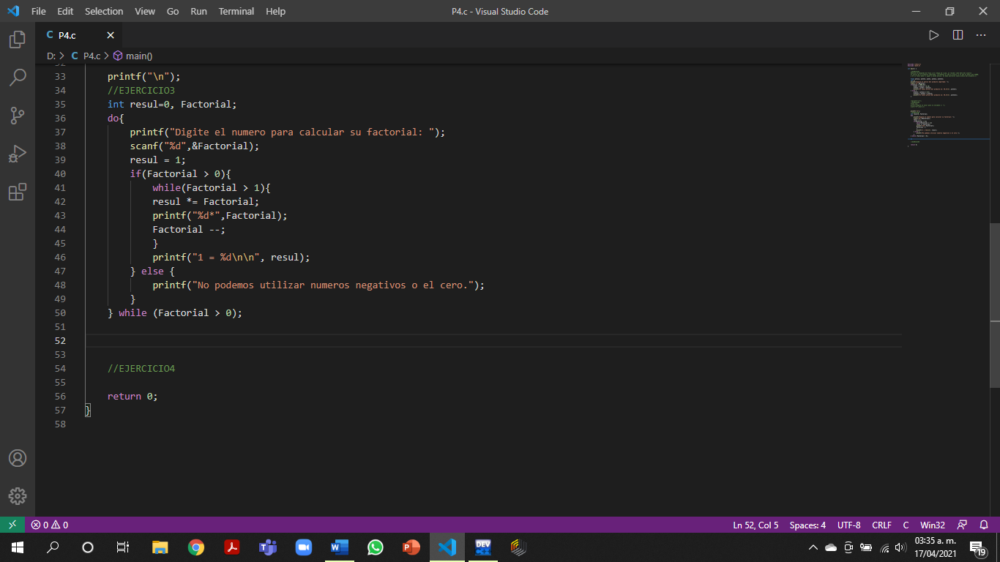 File Edit Selection View Go Run Terminal Help P4.c - Visual Studio Code
C P4.c
D: > C P4.c > main()
33 printf("\n");
34 //EJERCICIO3
35 int resul=0, Factorial;
36 do{
37 printf("Digite el numero para calcular su factorial: ");
38 scanf("%d",&Factorial);
39 resul = 1;
40 if(Factorial > 0){
41 while(Factorial > 1){
42 resul *= Factorial;
43 printf("%d*",Factorial);
44 Factorial --;
45 }
46 printf("1 = %d\n\n", resul);
47 } else {
48 printf("No podemos utilizar numeros negativos o el cero.");
49 }
50 } while (Factorial > 0);
51
52
53
54 //EJERCICIO4
55
56 return 0;
57 }
58
0 0 Ln 52, Col 5 Spaces: 4 UTF-8 CRLF C Win32
DEV
03:35 a. m.
17/04/2021
19